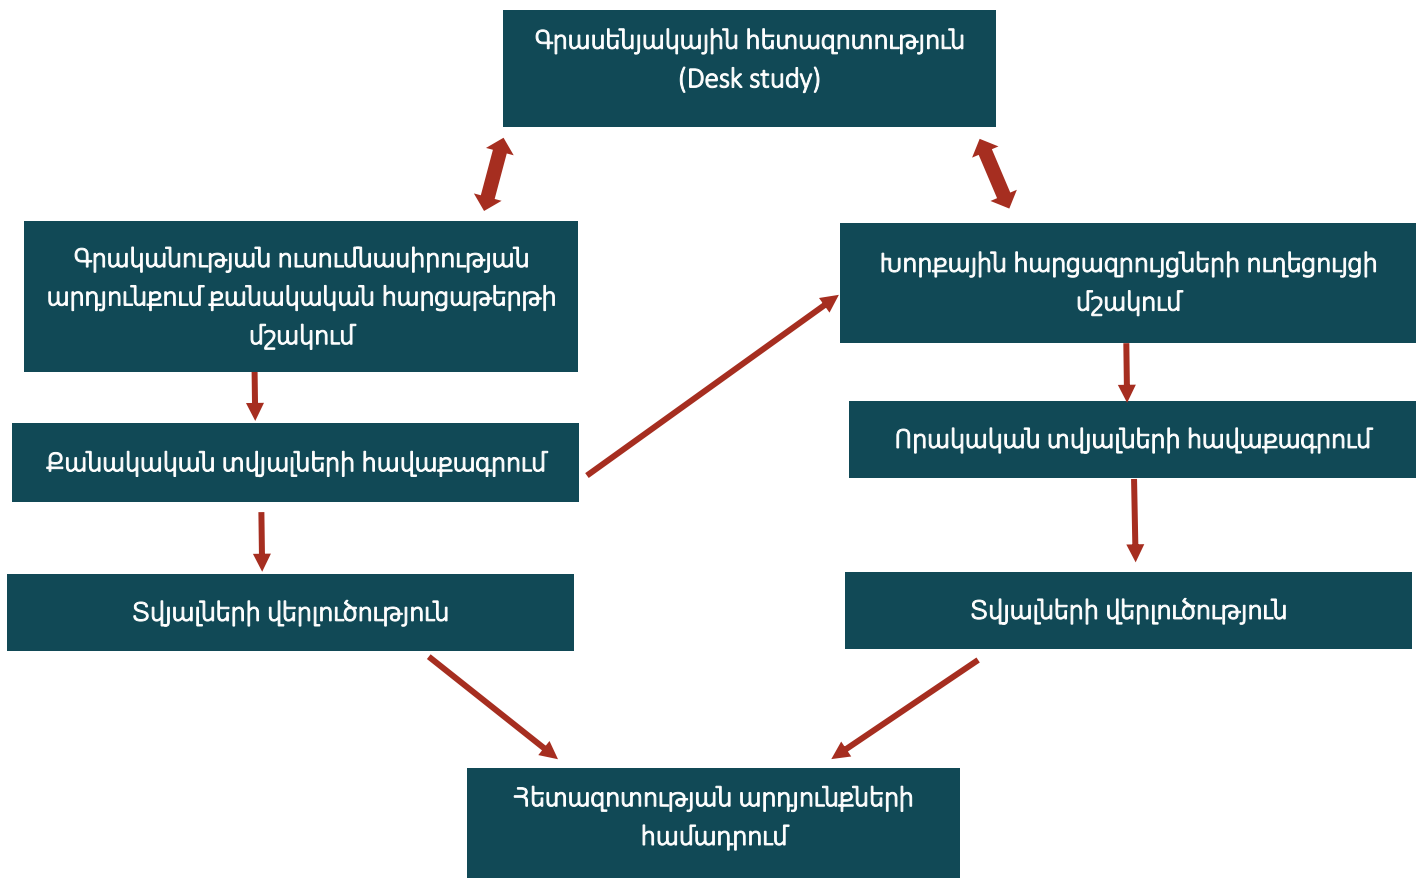 Գրասենյակային հետազոտություն
(Desk study)
Գրականության ուսումնասիրության
արդյունքում քանակական հարցաթերթի
մշակում
Խորքային հարցազրույցների ուղեցույցի
մշակում
Քանակական տվյալների հավաքագրում
Որակական տվյալների հավաքագրում
Տվյալների վերլուծություն
Տվյալների վերլուծություն
Հետազոտության արդյունքների
համադրում